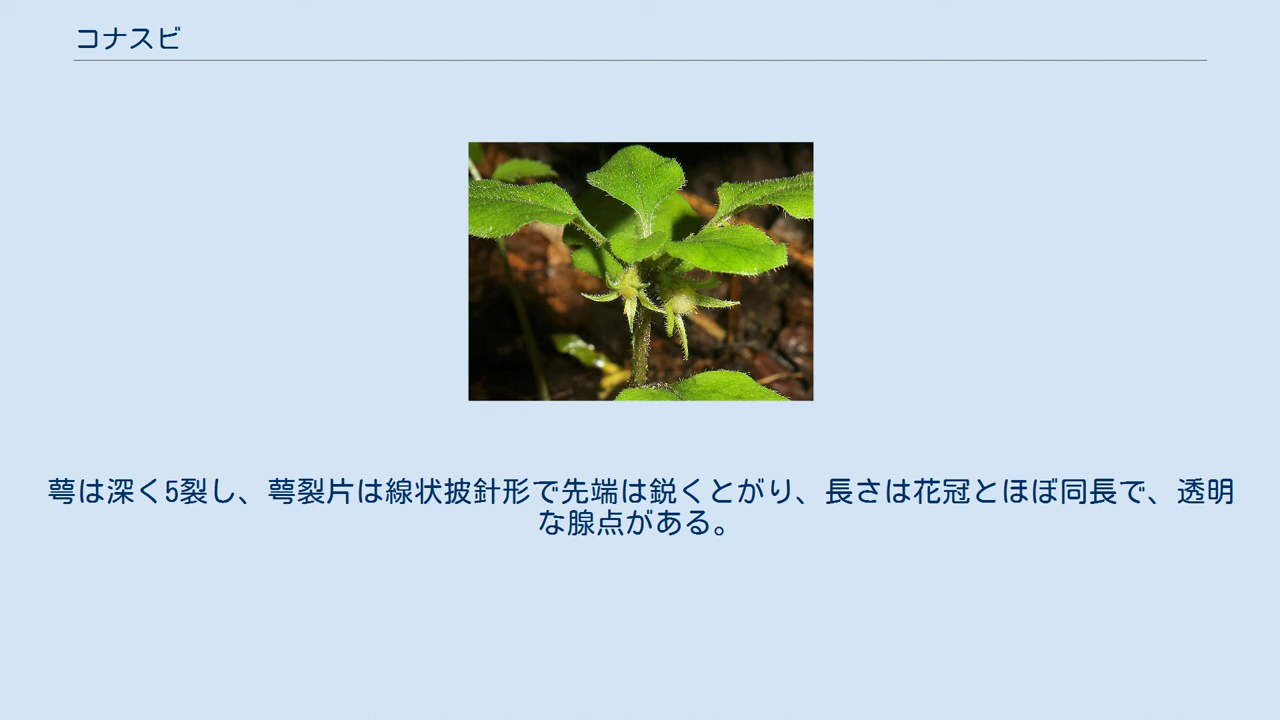 コナスビ
萼は深く5裂し、萼裂片は線状披針形で先端は鋭くとがり、長さは花冠とほぼ同長で、透明
な腺点がある。